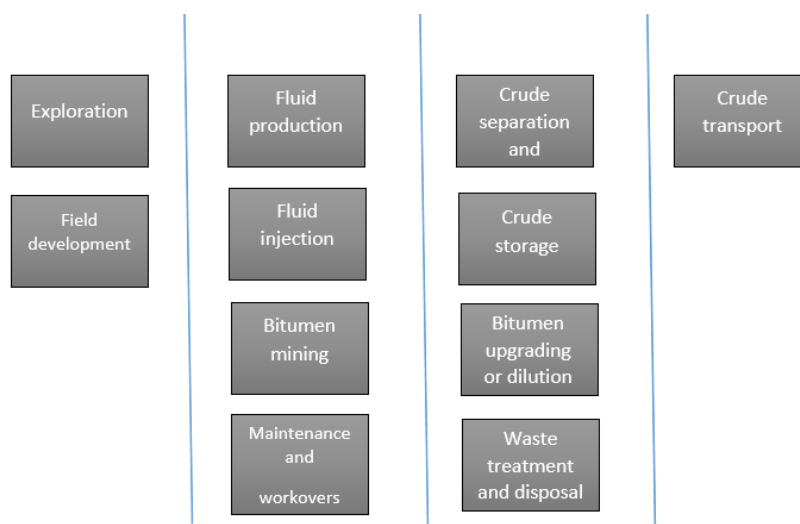 Exploration
Field
development
Fluid
production
Fluid
injection
Bitumen
mining
Maintenance
and
workovers
Crude
separation
and
Crude
storage
Bitumen
upgrading
or dilution
Waste
treatment
and disposal
Crude
transport